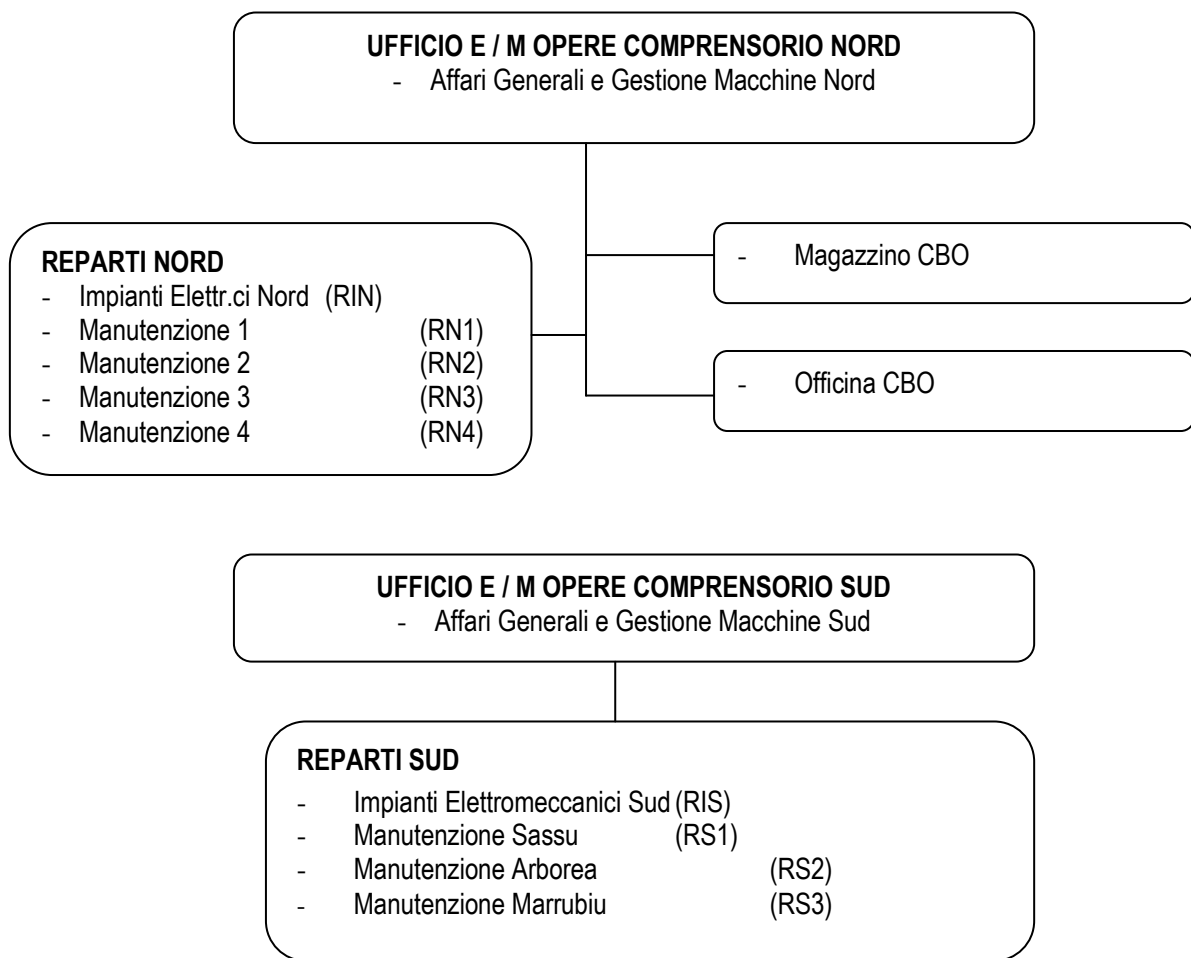 UFFICIO E / M OPERE COMPRENSORIO NORD
- Affari Generali e Gestione Macchine Nord
REPARTI NORD
- Impianti Elettr.ci Nord (RIN)
- Manutenzione 1 (RN1)
- Manutenzione 2 (RN2)
- Manutenzione 3 (RN3)
- Manutenzione 4 (RN4)
- Magazzino CBO
- Officina CBO
UFFICIO E / M OPERE COMPRENSORIO SUD
- Affari Generali e Gestione Macchine Sud
REPARTI SUD
- Impianti Elettromeccanici Sud (RIS)
- Manutenzione Sassu (RS1)
- Manutenzione Arborea (RS2)
- Manutenzione Marrubiu (RS3)